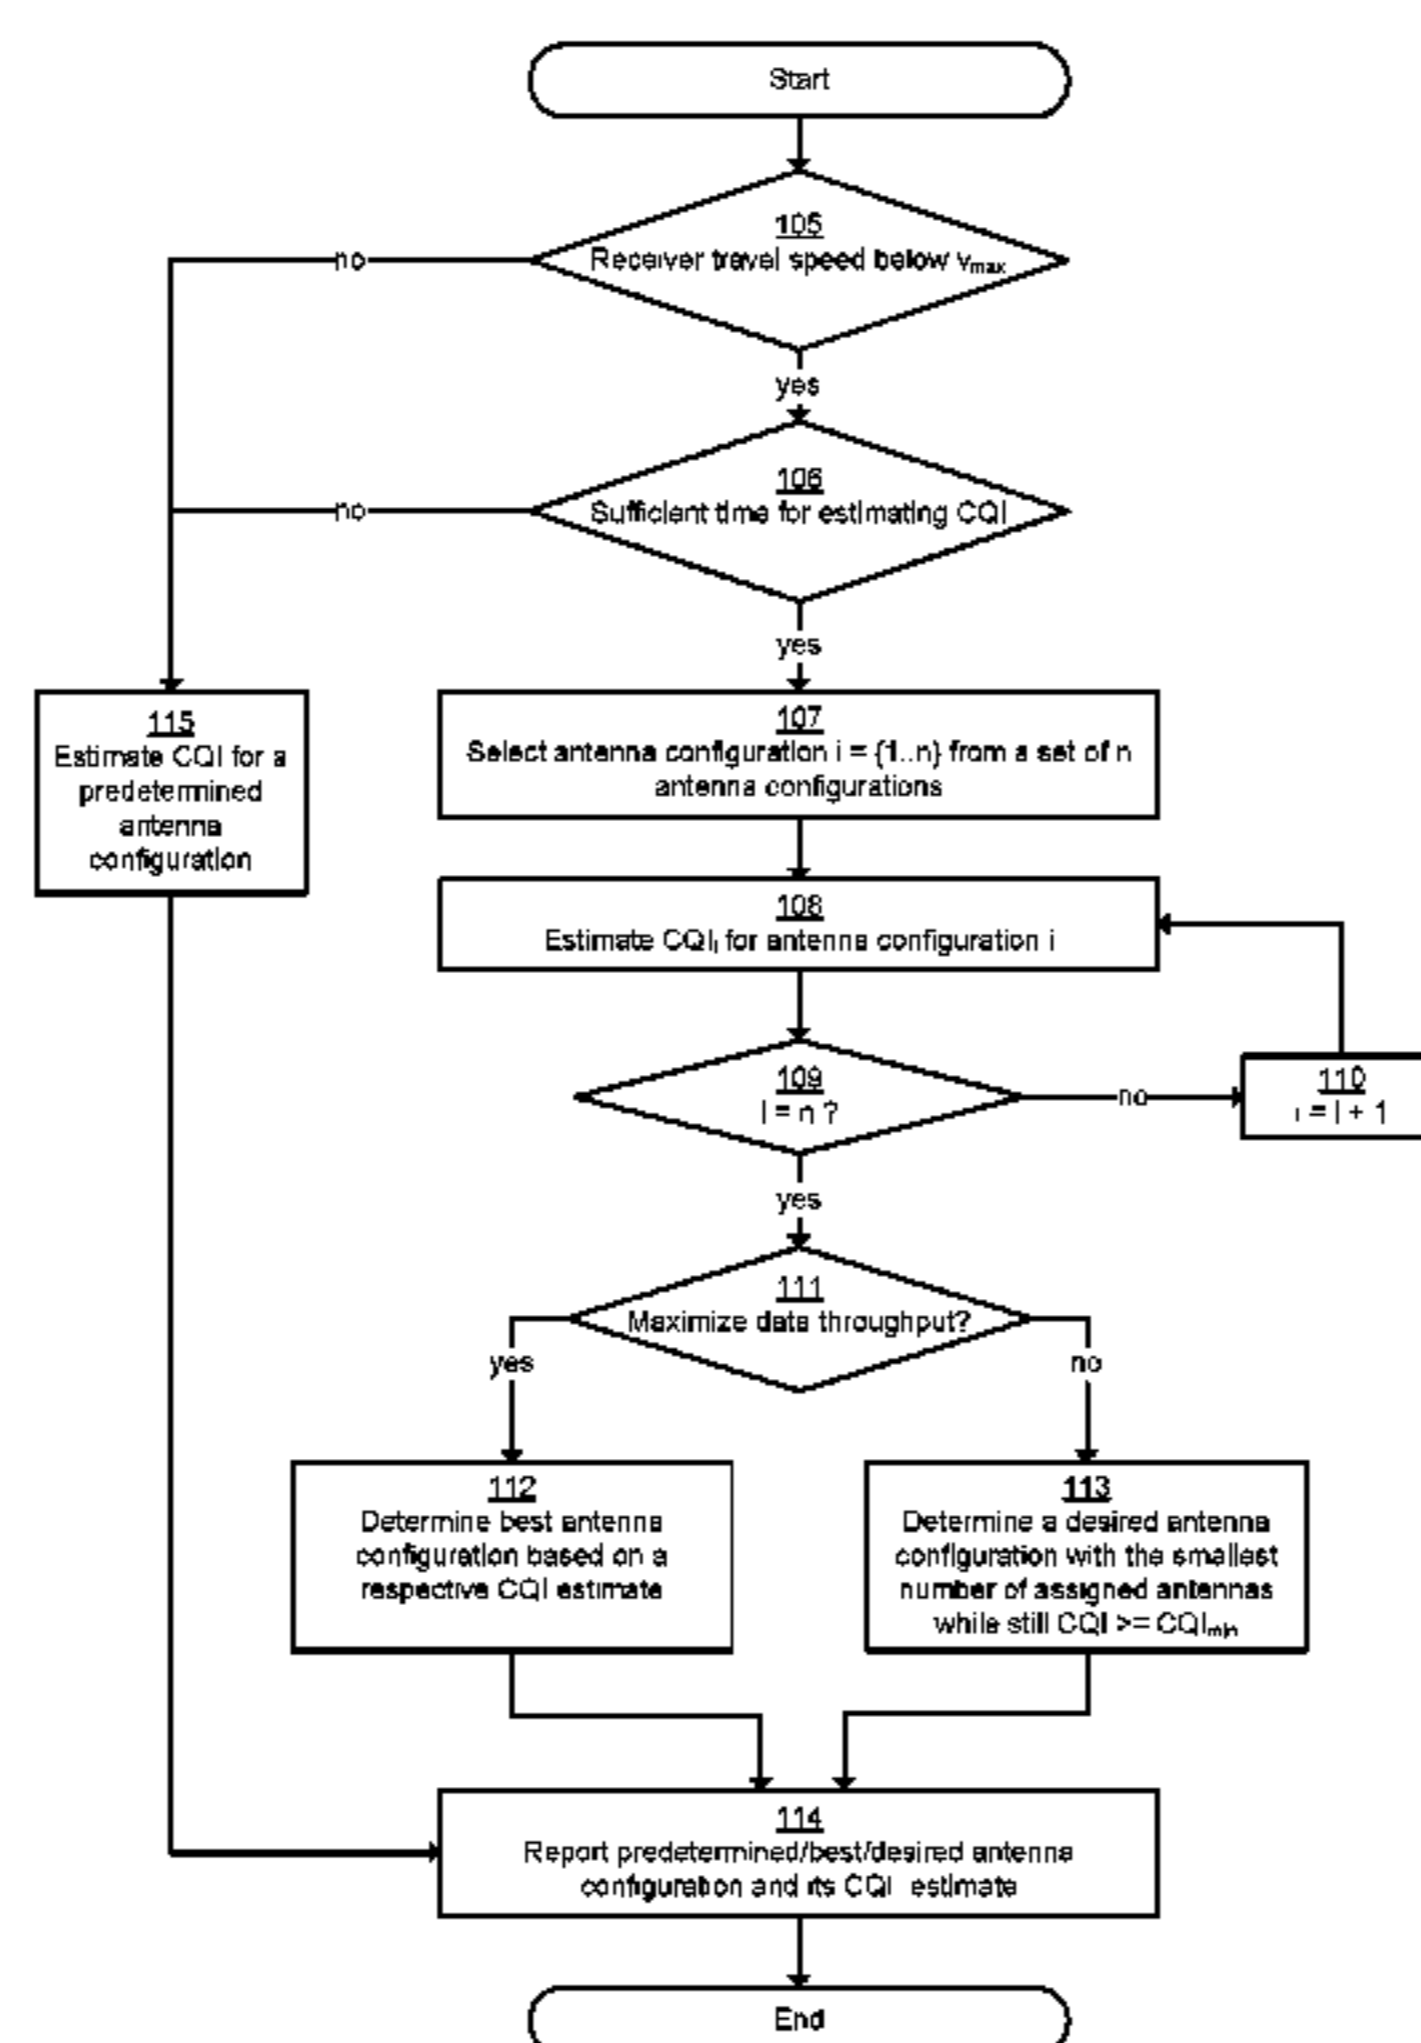 Start
105
Receiver travel speed below vmax
no
yes
106
Sufficient time for estimating CQI
no
yes
115
Estimate CQI for a
predetermined
antenna
configuration
107
Select antenna configuration i = {1..n} from a set of n
antenna configurations
108
Estimate CQIi for antenna configuration i
109
i = n ?
no
110
i = i + 1
yes
111
Maximize data throughput?
yes
no
112
Determine best antenna
configuration based on a
respective CQI estimate
113
Determine a desired antenna
configuration with the smallest
number of assigned antennas
while still CQI >= CQImin
114
Report predetermined/best/desired antenna
configuration and its CQI estimate
End